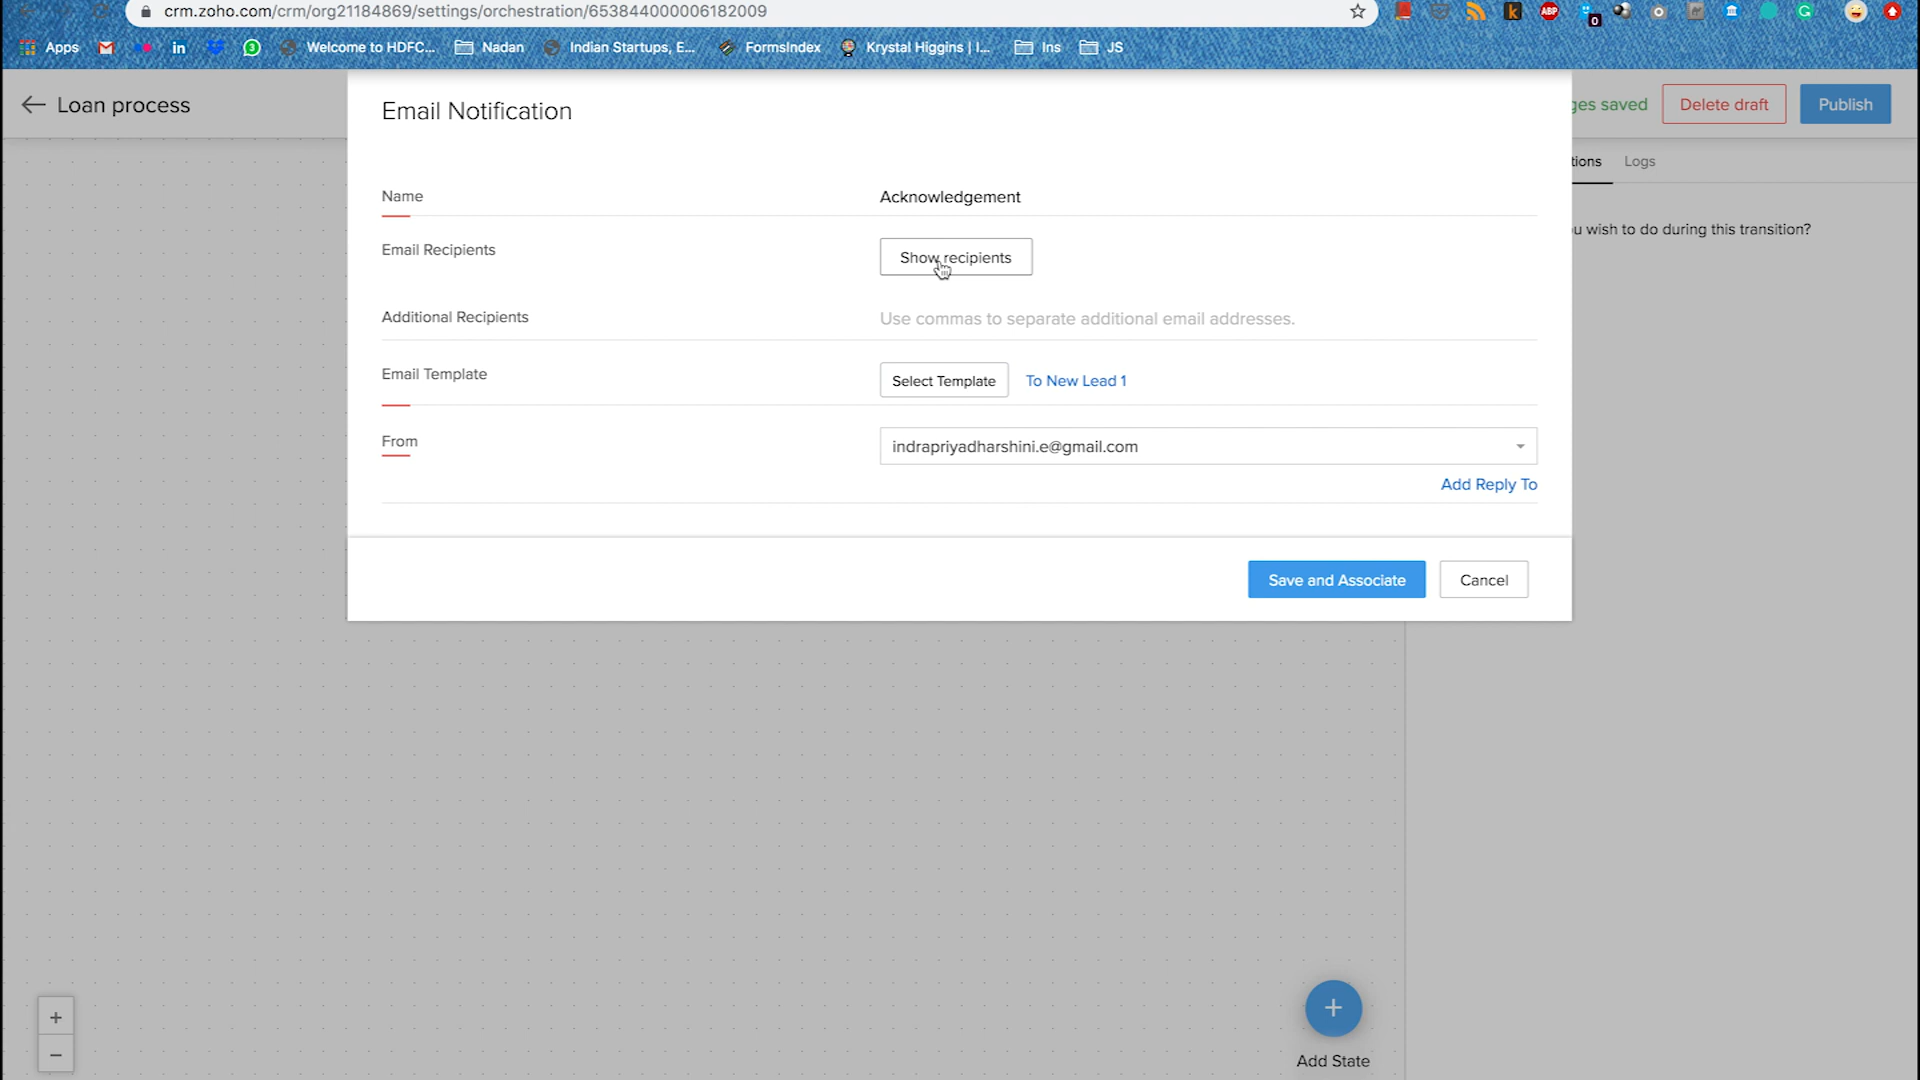 crm.zoho.com/crm/org21184869/settings/orchestration/653844000006182009
ABP
0
Apps
3
Welcome to HDFC...
Nadan
Indian Startups, E...
FormsIndex
Krystal Higgins | I...
Ins
JS
Loan process
ges saved
Delete draft
Publish
Email Notification
tions
Logs
Name
Acknowledgement
u wish to do during this transition?
Email Recipients
Show recipients
Additional Recipients
Use commas to separate additional email addresses.
Email Template
Select Template
To New Lead 1
From
indrapriyadharshini.e@gmail.com
Add Reply To
Save and Associate
Cancel
+
−
+
Add State